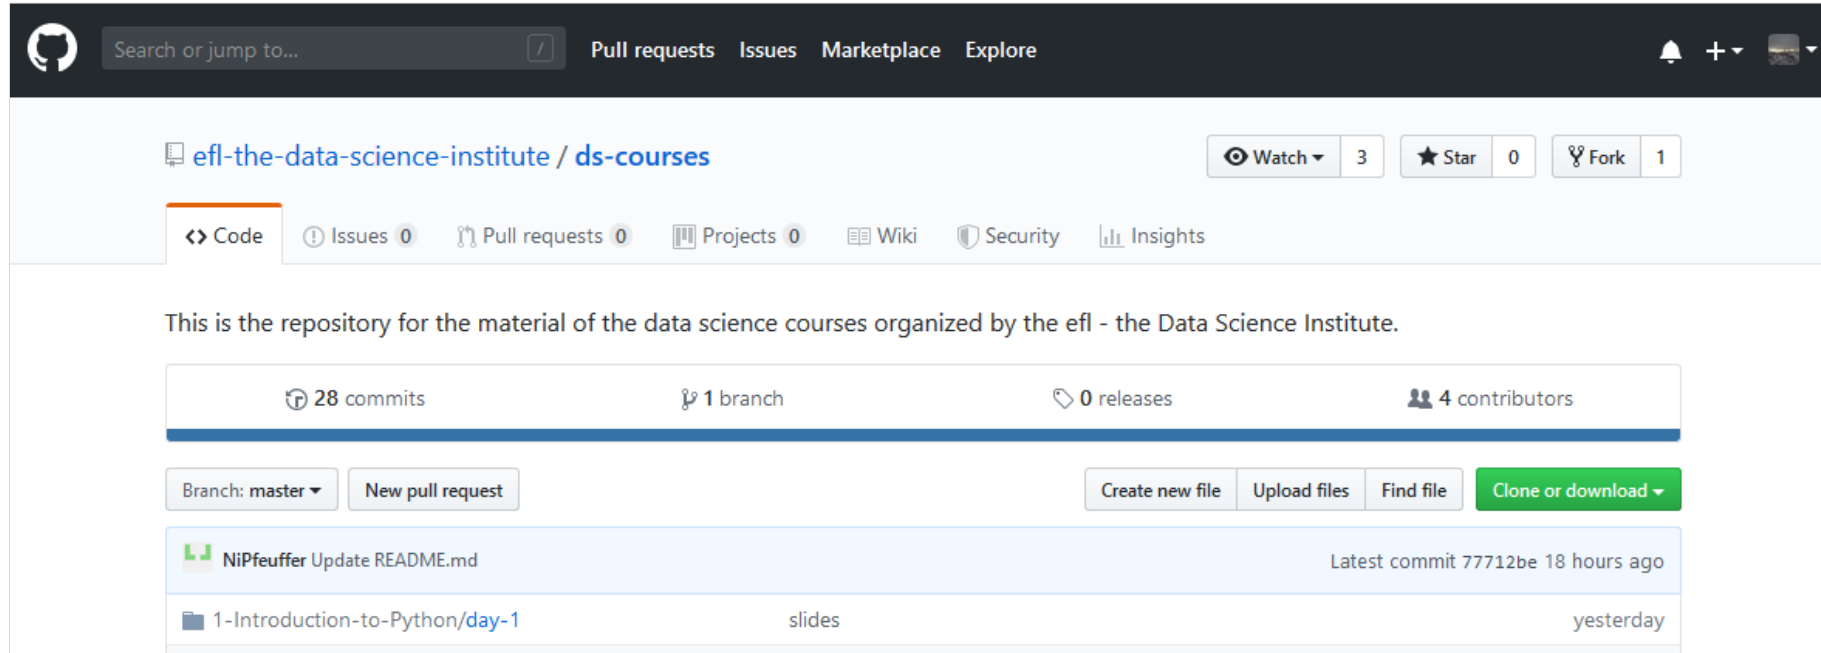 Search or jump to... / Pull requests Issues Marketplace Explore
efl-the-data-science-institute / ds-courses Watch 3 Star 0 Fork 1
Code Issues 0 Pull requests 0 Projects 0 Wiki Security Insights
This is the repository for the material of the data science courses organized by the efl - the Data Science Institute.
28 commits 1 branch 0 releases 4 contributors
Branch: master New pull request Create new file Upload files Find file Clone or download
NiPfeuffer Update README.md Latest commit 77712be 18 hours ago
1-Introduction-to-Python/day-1 slides yesterday